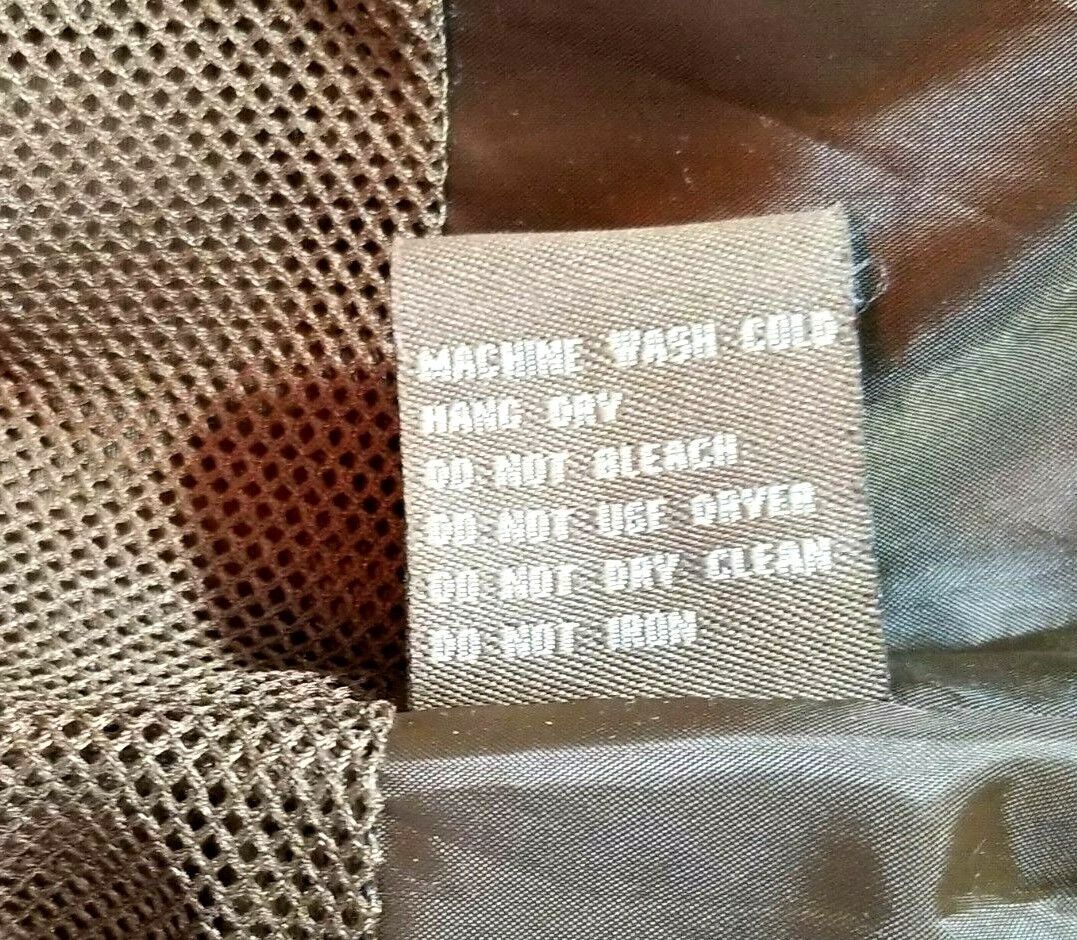 MACHINE WASH COLD
HANG DRY
DO NOT BLEACH
DO NOT USE DRYER
DO NOT DRY CLEAN
DO NOT IRON